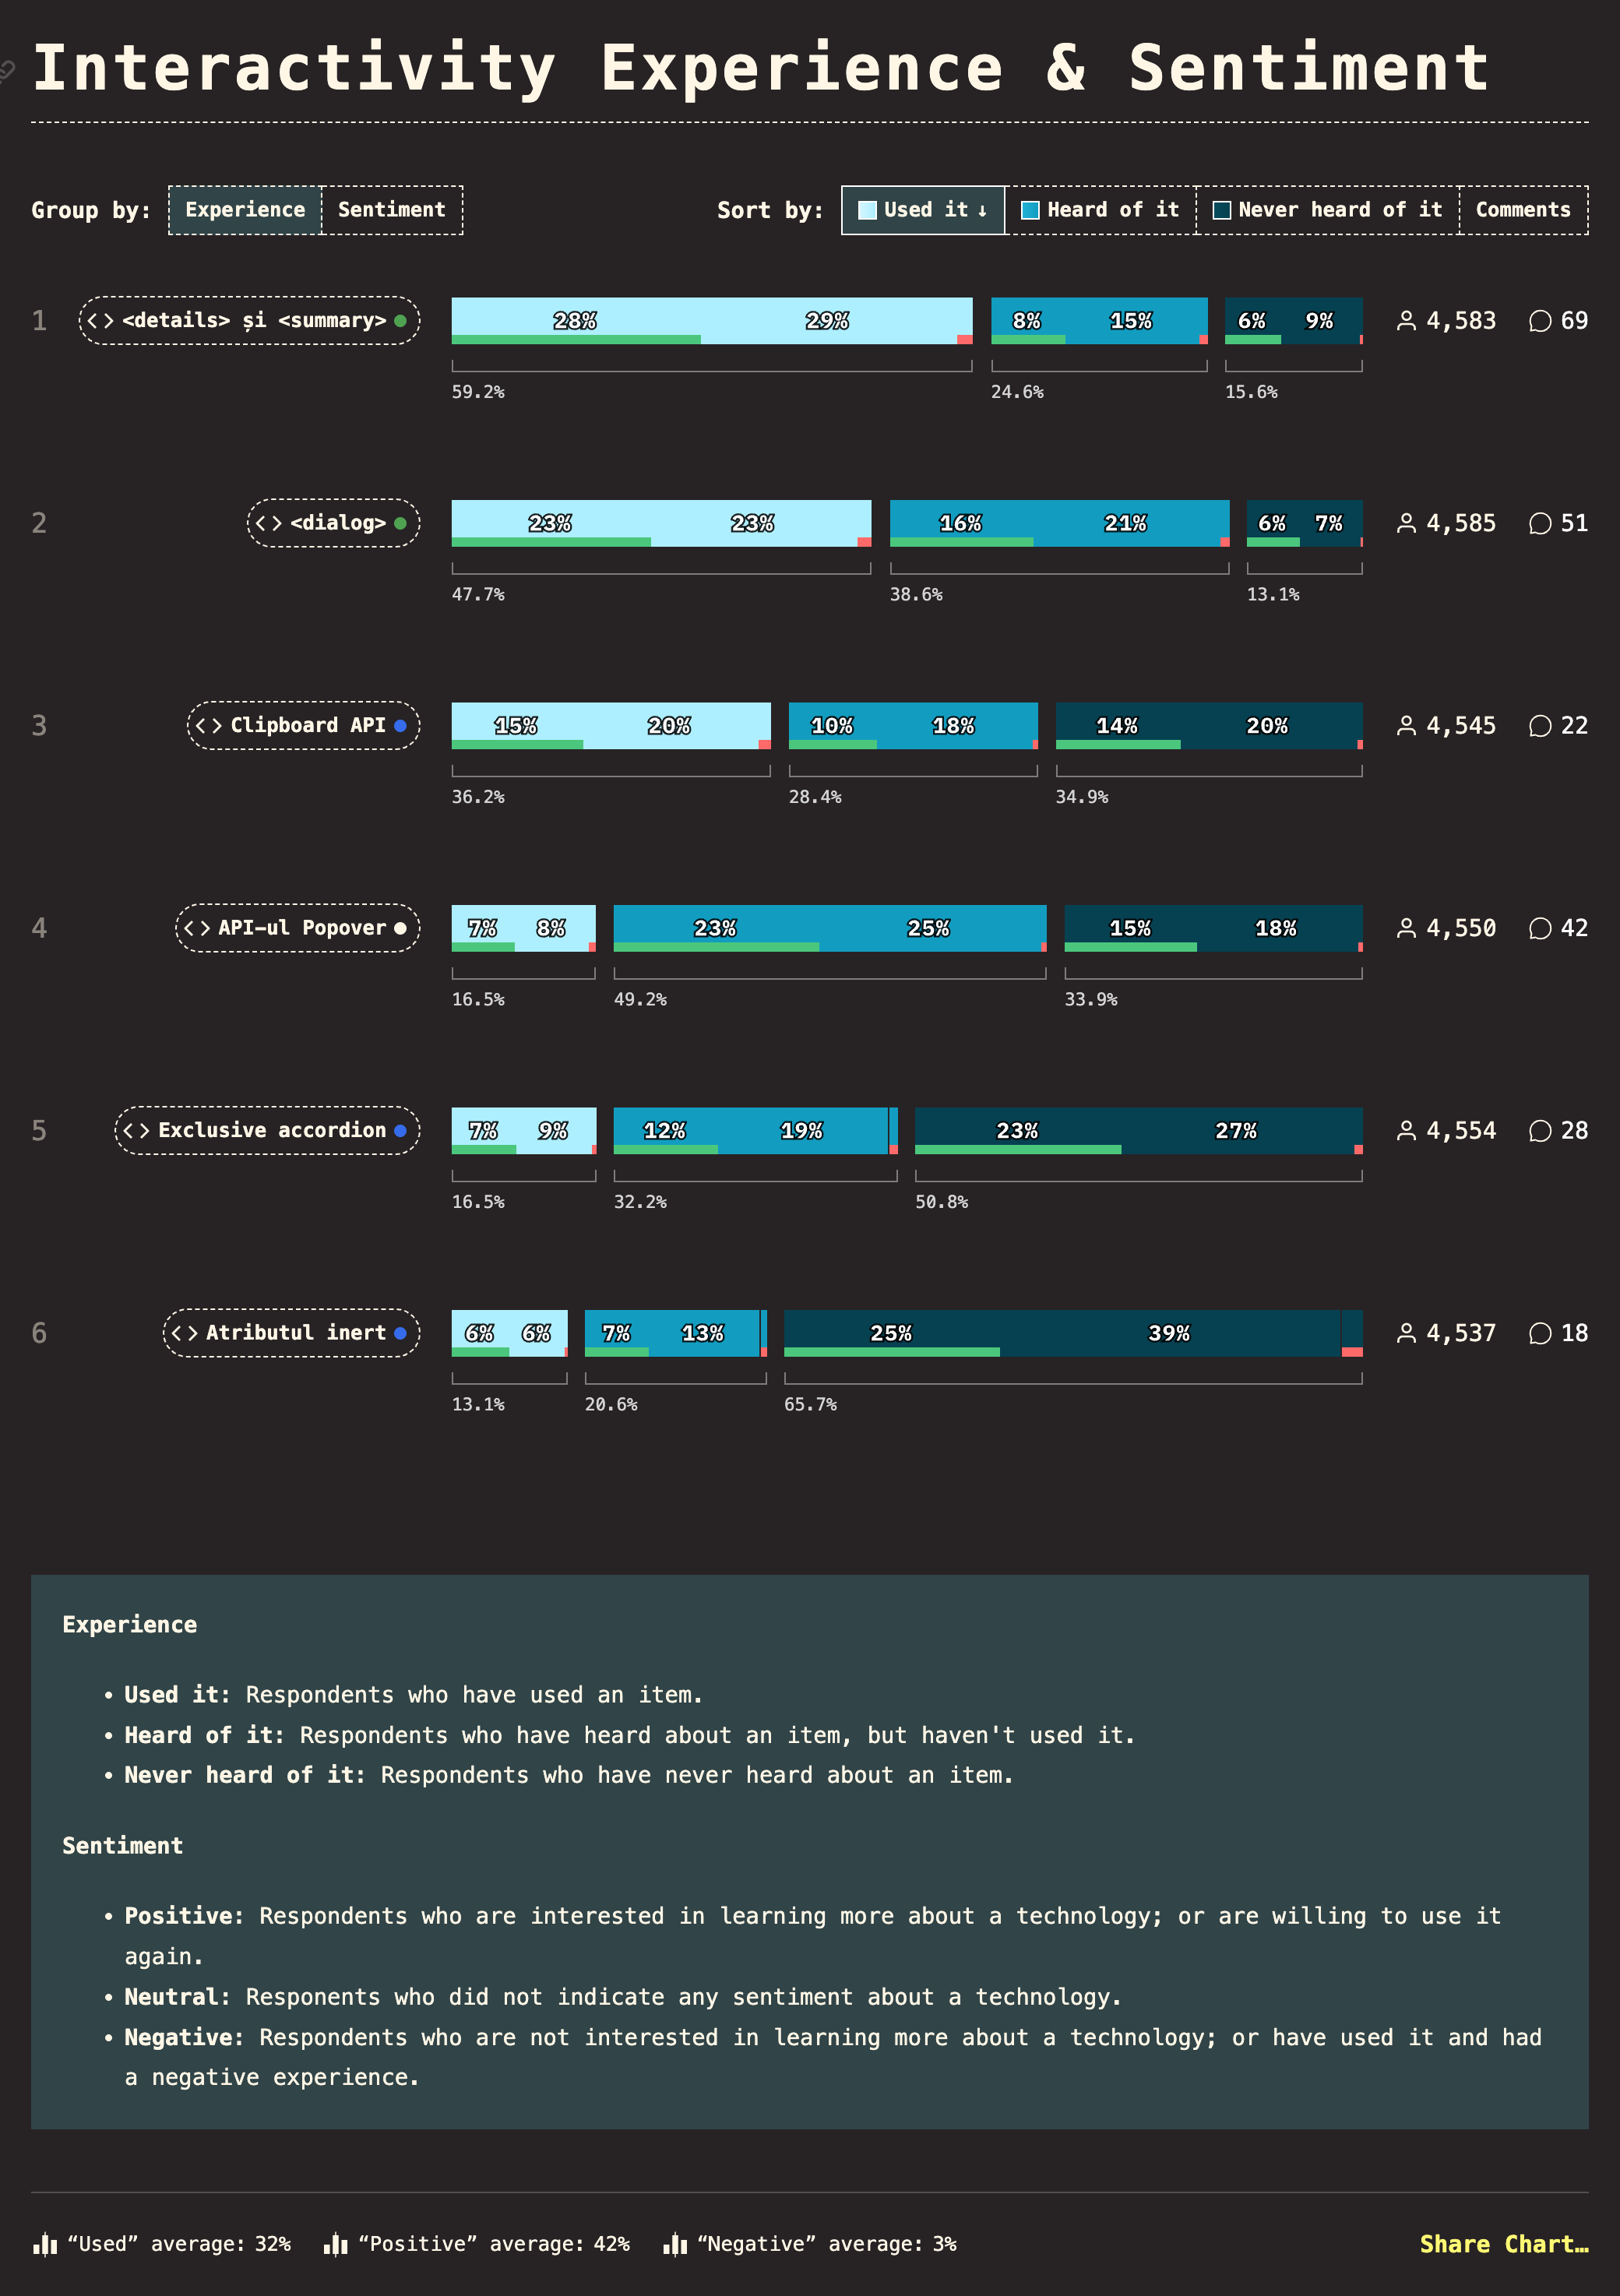 Interactivity Experience & Sentiment
Group by: Experience Sentiment Sort by: Used it ↓ Heard of it Never heard of it Comments
1 <> <details> și <summary> 28% 29% 8% 15% 6% 9% 4,583 69
59.2% 24.6% 15.6%
2 <> <dialog> 23% 23% 16% 21% 6% 7% 4,585 51
47.7% 38.6% 13.1%
3 <> Clipboard API 15% 20% 10% 18% 14% 20% 4,545 22
36.2% 28.4% 34.9%
4 <> API-ul Popover 7% 8% 23% 25% 15% 18% 4,550 42
16.5% 49.2% 33.9%
5 <> Exclusive accordion 7% 9% 12% 19% 23% 27% 4,554 28
16.5% 32.2% 50.8%
6 <> Atributul inert 6% 6% 7% 13% 25% 39% 4,537 18
13.1% 20.6% 65.7%
Experience
• Used it: Respondents who have used an item.
• Heard of it: Respondents who have heard about an item, but haven't used it.
• Never heard of it: Respondents who have never heard about an item.
Sentiment
• Positive: Respondents who are interested in learning more about a technology; or are willing to use it
again.
• Neutral: Responents who did not indicate any sentiment about a technology.
• Negative: Respondents who are not interested in learning more about a technology; or have used it and had
a negative experience.
“Used” average: 32% “Positive” average: 42% “Negative” average: 3% Share Chart…